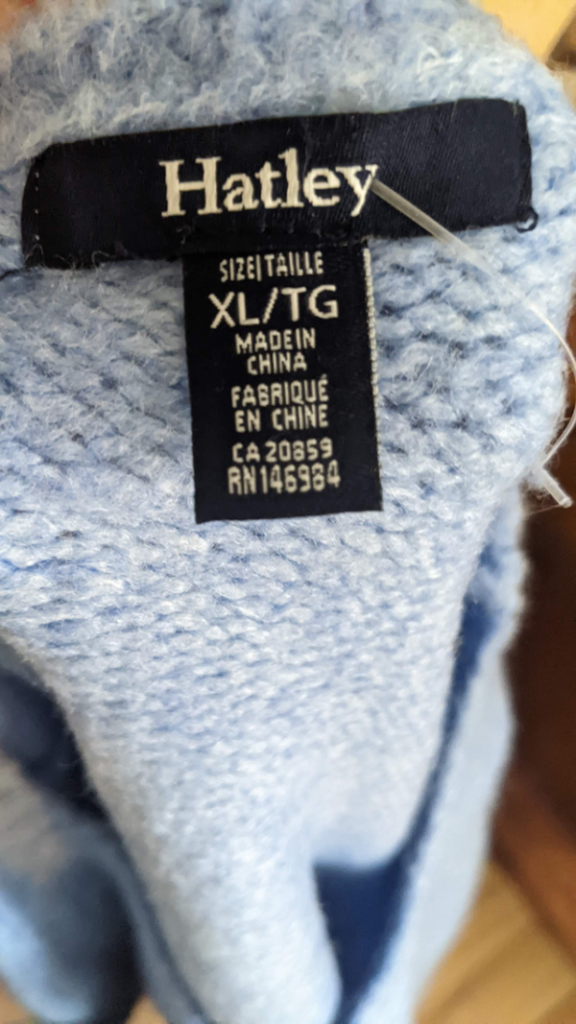 Hatley
SIZE|TAILLE
XL/TG
MADE IN
CHINA
FABRIQUÉ
EN CHINE
CA 20859
RN 146984